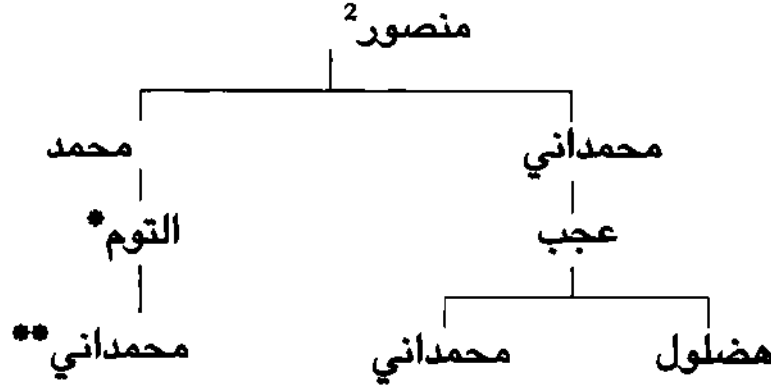 منصور²
محمداني محمد
عجب التوم*
هضلول محمداني محمداني**